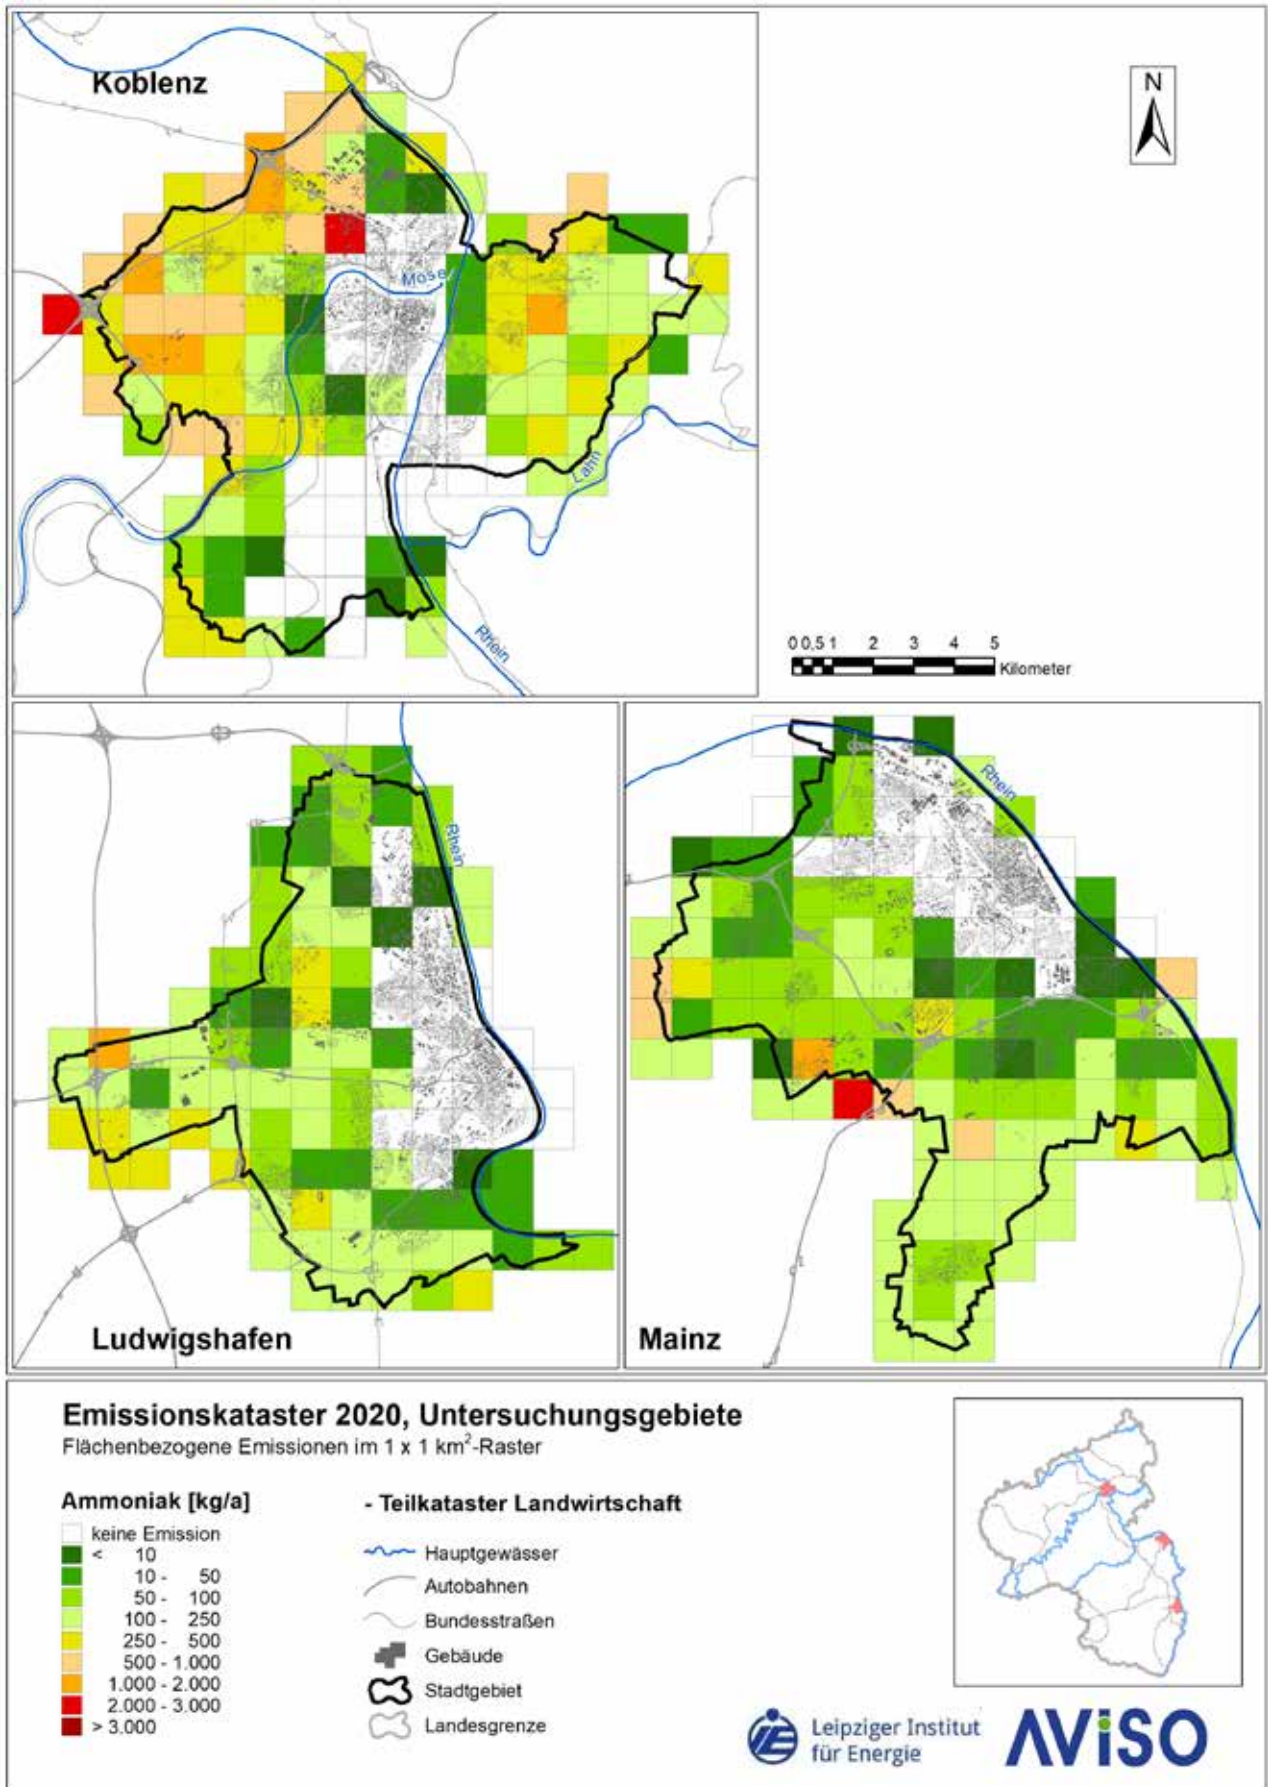 Koblenz
N
Mosel
Lahn
Rhein
0 0,5 1 2 3 4 5
Kilometer
Rhein
Ludwigshafen
Rhein
Mainz
Emissionskataster 2020, Untersuchungsgebiete
Flächenbezogene Emissionen im 1 x 1 km²-Raster
Ammoniak [kg/a]
keine Emission
< 10
10 - 50
50 - 100
100 - 250
250 - 500
500 - 1.000
1.000 - 2.000
2.000 - 3.000
> 3.000
- Teilkataster Landwirtschaft
Hauptgewässer
Autobahnen
Bundesstraßen
Gebäude
Stadtgebiet
Landesgrenze
Leipziger Institut
für Energie
AViSO